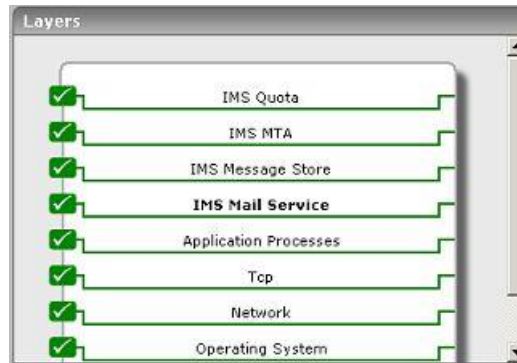 Layers
IMS Quota
IMS MTA
IMS Message Store
IMS Mail Service
Application Processes
Tcp
Network
Operating System